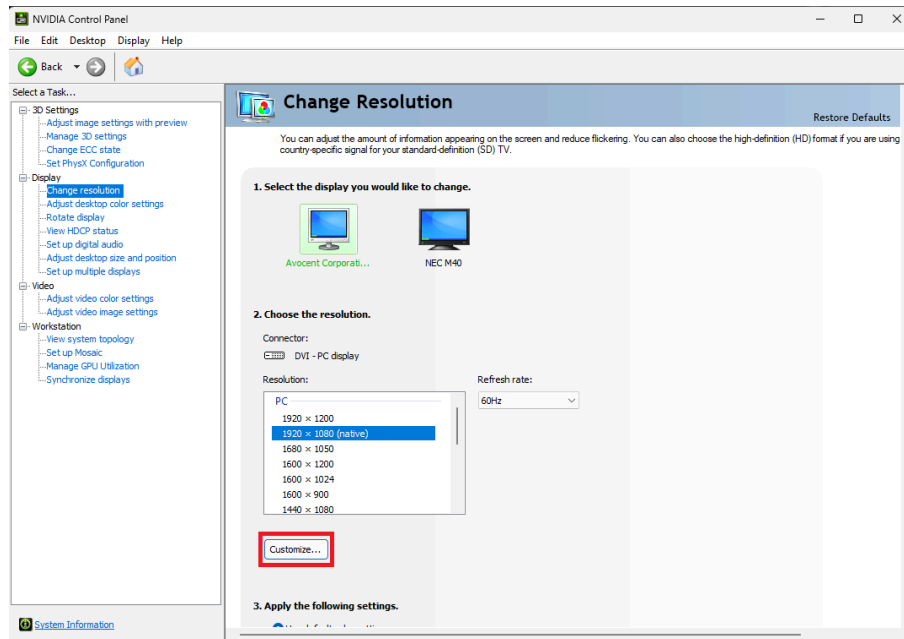 NVIDIA Control Panel
File Edit Desktop Display Help
Back
Select a Task...
3D Settings
Adjust image settings with preview
Manage 3D settings
Change ECC state
Set PhysX Configuration
Display
Change resolution
Adjust desktop color settings
Rotate display
View HDCP status
Set up digital audio
Adjust desktop size and position
Set up multiple displays
Video
Adjust video color settings
Adjust video image settings
Workstation
View system topology
Set up Mosaic
Manage GPU Utilization
Synchronize displays
System Information
Change Resolution
Restore Defaults
You can adjust the amount of information appearing on the screen and reduce flickering. You can also choose the high-definition (HD) format if you are using
country-specific signal for your standard-definition (SD) TV.
1. Select the display you would like to change.
Avocent Corporati... NEC M40
2. Choose the resolution.
Connector:
DVI - PC display
Resolution: Refresh rate:
PC
60Hz
1920 × 1200
1920 × 1080 (native)
1680 × 1050
1600 × 1200
1600 × 1024
1600 × 900
1440 × 1080
Customize...
3. Apply the following settings.